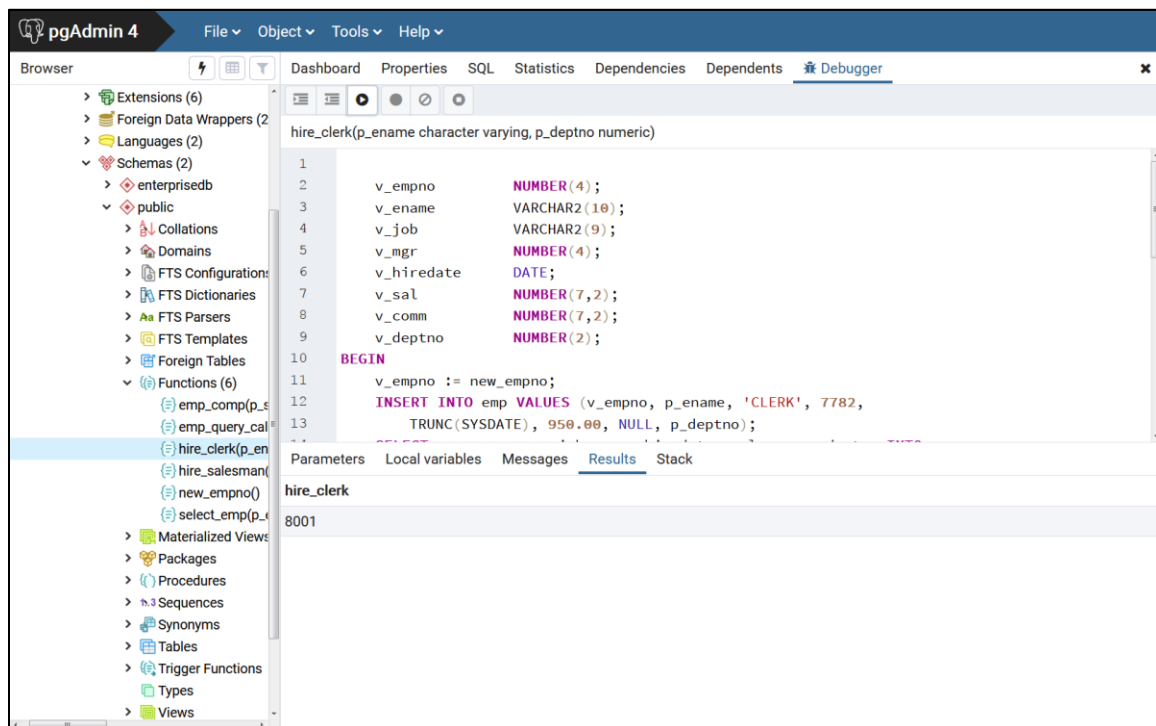 pgAdmin 4 File Object Tools Help
Browser
Dashboard Properties SQL Statistics Dependencies Dependents Debugger
Extensions (6)
Foreign Data Wrappers (2
Languages (2)
Schemas (2)
enterprisedb
public
Collations
Domains
FTS Configurations
FTS Dictionaries
Aa FTS Parsers
FTS Templates
Foreign Tables
Functions (6)
emp_comp(p_s
emp_query_cal
hire_clerk(p_en
hire_salesman(
new_empno()
select_emp(p_e
Materialized Views
Packages
Procedures
1..3 Sequences
Synonyms
Tables
Trigger Functions
Types
Views
hire_clerk(p_ename character varying, p_deptno numeric)
1
2 v_empno NUMBER(4);
3 v_ename VARCHAR2(10);
4 v_job VARCHAR2(9);
5 v_mgr NUMBER(4);
6 v_hiredate DATE;
7 v_sal NUMBER(7,2);
8 v_comm NUMBER(7,2);
9 v_deptno NUMBER(2);
10 BEGIN
11 v_empno := new_empno;
12 INSERT INTO emp VALUES (v_empno, p_ename, 'CLERK', 7782,
13 TRUNC(SYSDATE), 950.00, NULL, p_deptno);
Parameters Local variables Messages Results Stack
hire_clerk
8001